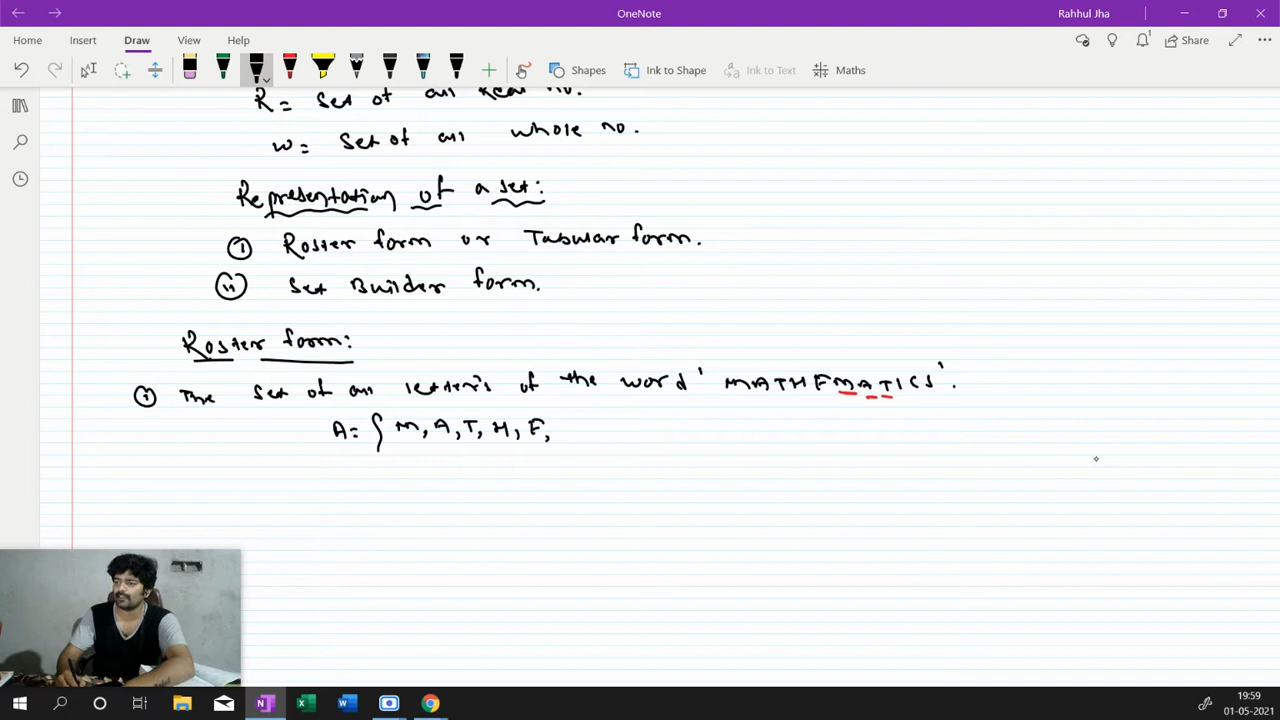 OneNote
Rahhul Jha
Home Insert Draw View Help
Share
Shapes Ink to Shape Ink to Text Maths
R = Set of all Real no.
W = Set of all whole no.
Representation of a set:
(i) Roster form or Tabular form.
(ii) Set Builder form.
Roster form:
(i) The set of all letters of the word 'MATHEMATICS'.
A = { M, A, T, H, E,
19:59
01-05-2021